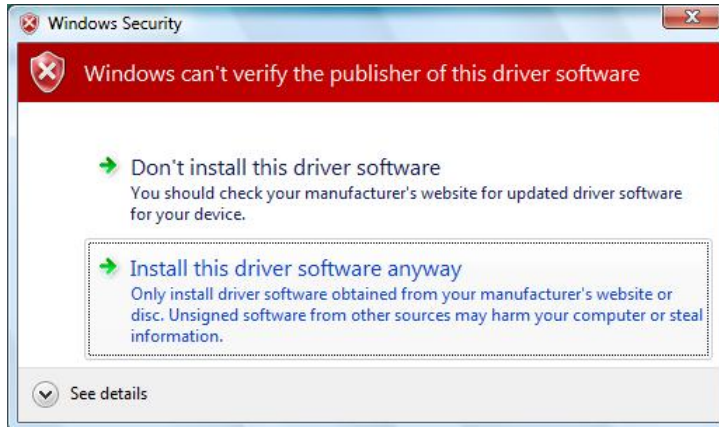 Windows Security
Windows can't verify the publisher of this driver software
Don't install this driver software
You should check your manufacturer's website for updated driver software
for your device.
Install this driver software anyway
Only install driver software obtained from your manufacturer's website or
disc. Unsigned software from other sources may harm your computer or steal
information.
See details